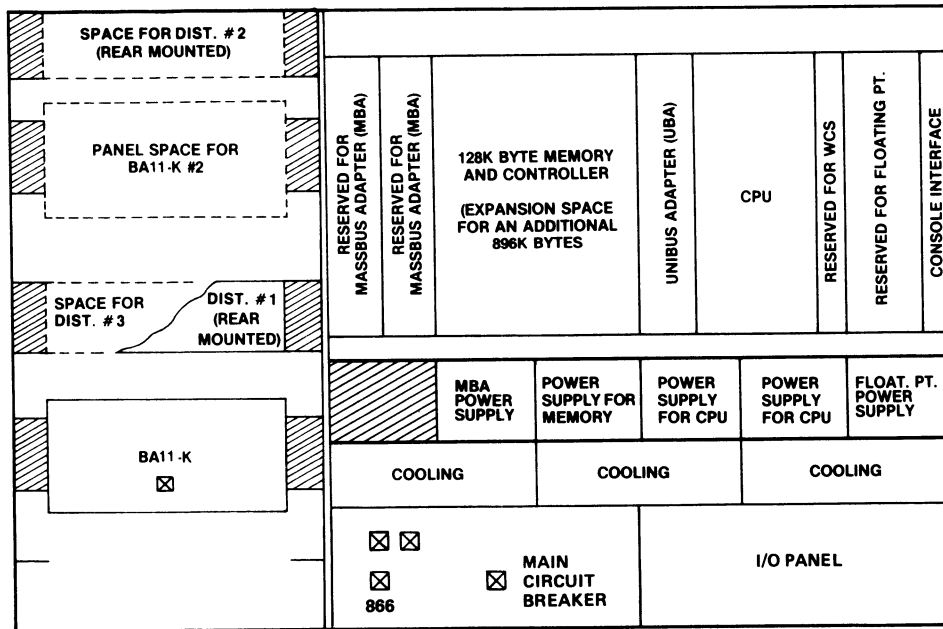 SPACE FOR DIST. #2
(REAR MOUNTED)
PANEL SPACE FOR
BA11-K #2
SPACE FOR
DIST. #3
DIST. #1
(REAR
MOUNTED)
BA11-K
RESERVED FOR
MASSBUS ADAPTER (MBA)
RESERVED FOR
MASSBUS ADAPTER (MBA)
128K BYTE MEMORY
AND CONTROLLER
(EXPANSION SPACE
FOR AN ADDITIONAL
896K BYTES
UNIBUS ADAPTER (UBA)
CPU
RESERVED FOR WCS
RESERVED FOR FLOATING PT.
CONSOLE INTERFACE
MBA
POWER
SUPPLY
POWER
SUPPLY FOR
MEMORY
POWER
SUPPLY
FOR CPU
POWER
SUPPLY
FOR CPU
FLOAT. PT.
POWER
SUPPLY
COOLING
COOLING
COOLING
866
MAIN
CIRCUIT
BREAKER
I/O PANEL